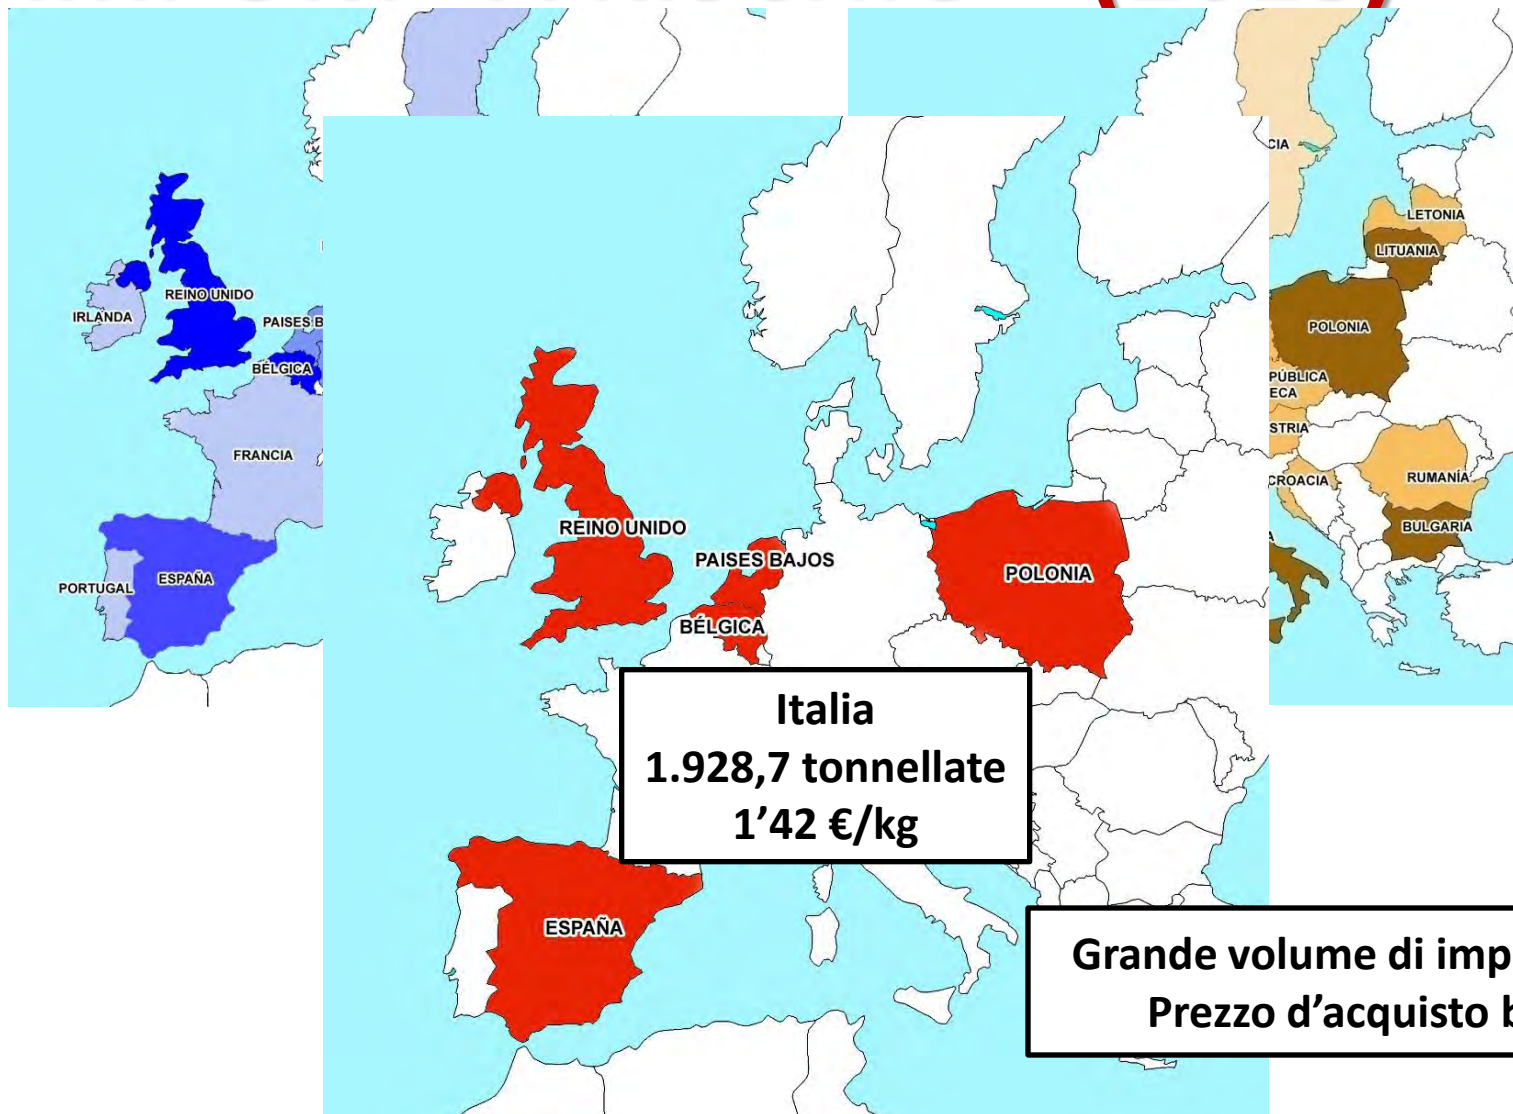 CIA
LETONIA
LITUANIA
REINO UNIDO
IRLANDA
PAISES B
POLONIA
BÉLGICA
PÚBLICA
ECA
STRIA
FRANCIA
CROACIA
RUMANÍA
BULGARIA
A
PORTUGAL
ESPAÑA
REINO UNIDO
PAISES BAJOS
POLONIA
BÉLGICA
Italia
1.928,7 tonnellate
1’42 €/kg
ESPAÑA
Grande volume di imp
Prezzo d’acquisto b